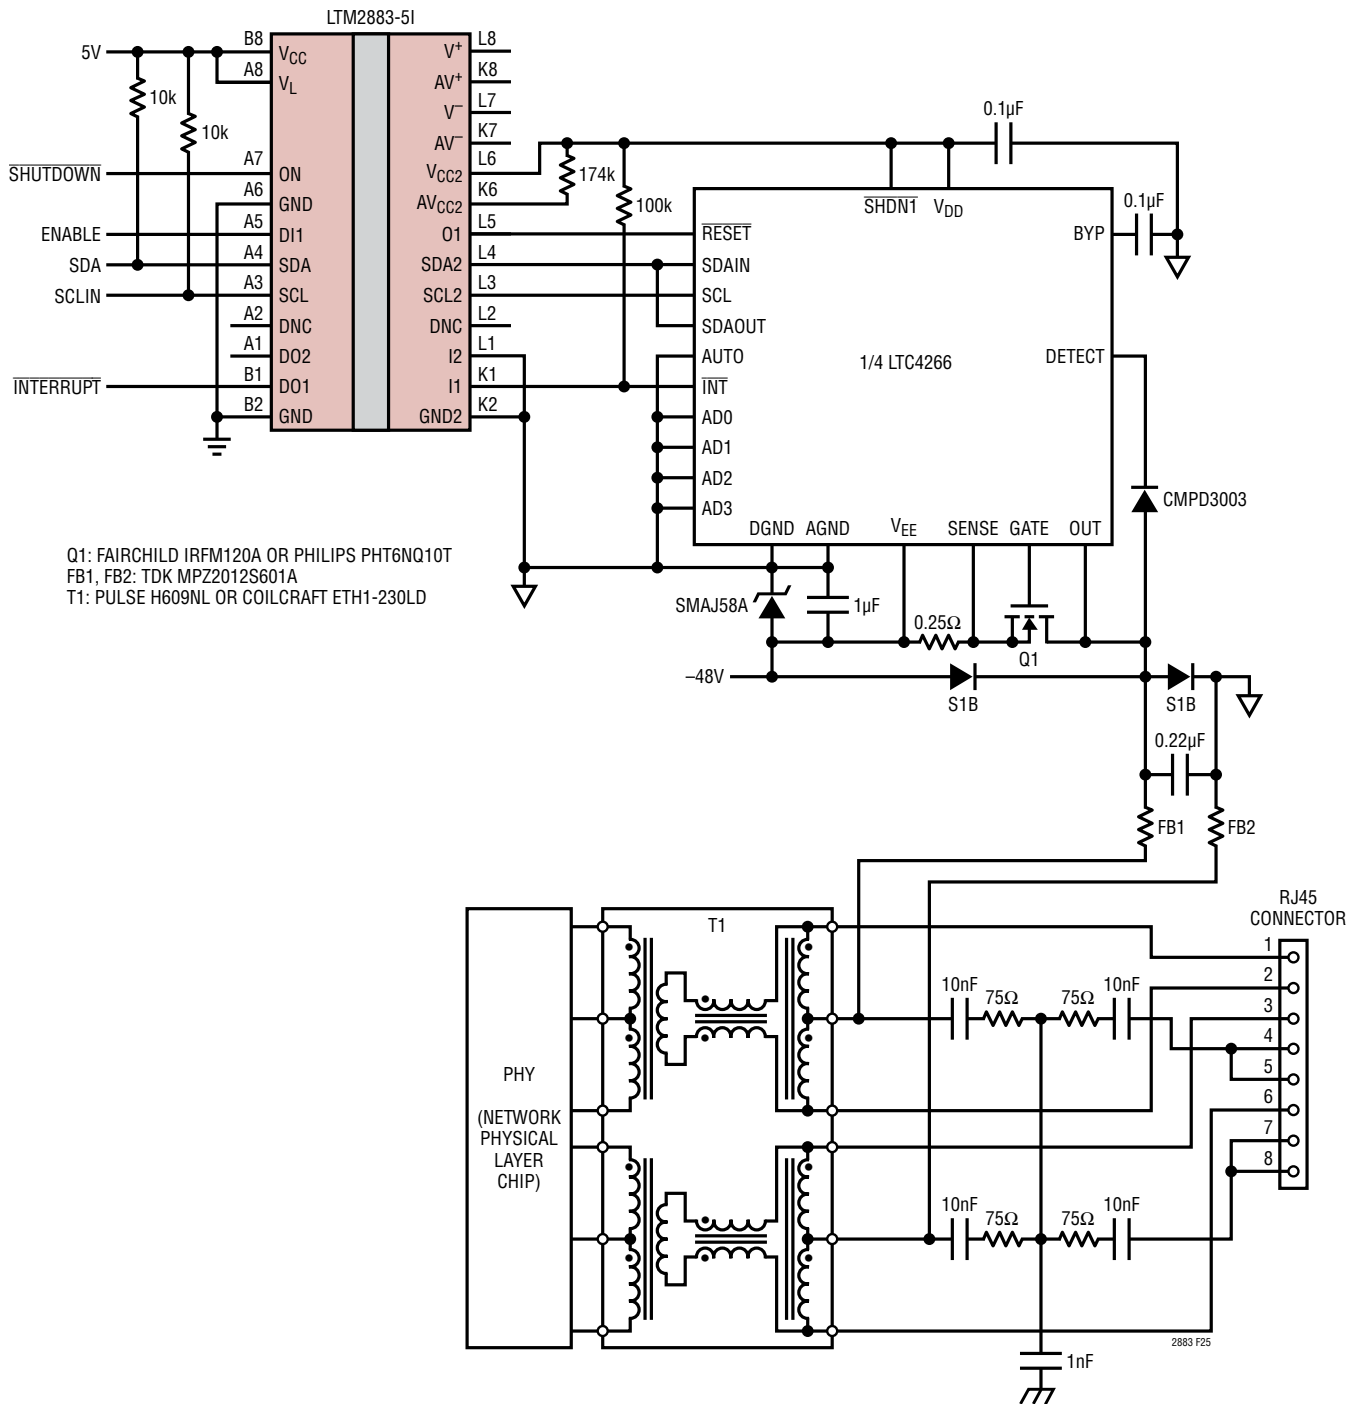 LTM2883-5I
5V
B8
VCC
A8
VL
10k
10k
SHUTDOWN
A7
ON
A6
GND
ENABLE
A5
DI1
SDA
A4
SDA
SCLIN
A3
SCL
A2
DNC
A1
DO2
INTERRUPT
B1
DO1
B2
GND
V+
L8
AV+
K8
V–
L7
AV–
K7
VCC2
L6
AVCC2
K6
O1
L5
SDA2
L4
SCL2
L3
DNC
L2
I2
L1
I1
K1
GND2
K2
174k
100k
0.1µF
0.1µF
SHDN1
VDD
RESET
BYP
SDAIN
SCL
SDAOUT
AUTO
1/4 LTC4266
DETECT
INT
AD0
AD1
AD2
AD3
DGND
AGND
VEE
SENSE
GATE
OUT
CMPD3003
Q1: FAIRCHILD IRFM120A OR PHILIPS PHT6NQ10T
FB1, FB2: TDK MPZ2012S601A
T1: PULSE H609NL OR COILCRAFT ETH1-230LD
SMAJ58A
1µF
0.25Ω
Q1
–48V
S1B
S1B
0.22µF
FB1
FB2
RJ45
CONNECTOR
T1
1
2
3
4
5
6
7
8
10nF
75Ω
75Ω
10nF
PHY
(NETWORK
PHYSICAL
LAYER
CHIP)
10nF
75Ω
75Ω
10nF
2883 F25
1nF